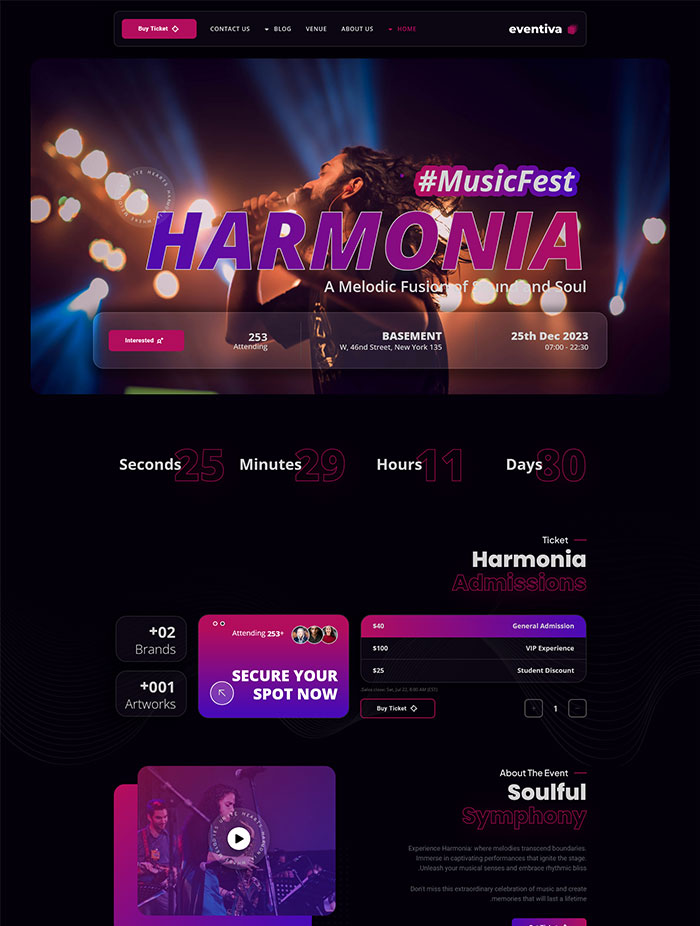 Buy Ticket
CONTACT US
BLOG
VENUE
ABOUT US
HOME
eventiva
#MusicFest
HARMONIA
A Melodic Fusion of Sound and Soul
Interested
253
Attending
BASEMENT
W, 46nd Street, New York 135
25th Dec 2023
07:00 - 22:30
Seconds 25
Minutes 29
Hours 11
Days 80
Ticket
Harmonia
Admissions
+02
Brands
+001
Artworks
Attending 253+
SECURE YOUR
SPOT NOW
$40 General Admission
$100 VIP Experience
$25 Student Discount
Buy Ticket
+ 1 -
About The Event
Soulful
Symphony
Experience Harmonia: where melodies transcend boundaries.
Immerse in captivating performances that ignite the stage.
.Unleash your musical senses and embrace rhythmic bliss
Don't miss this extraordinary celebration of music and create
.memories that will last a lifetime